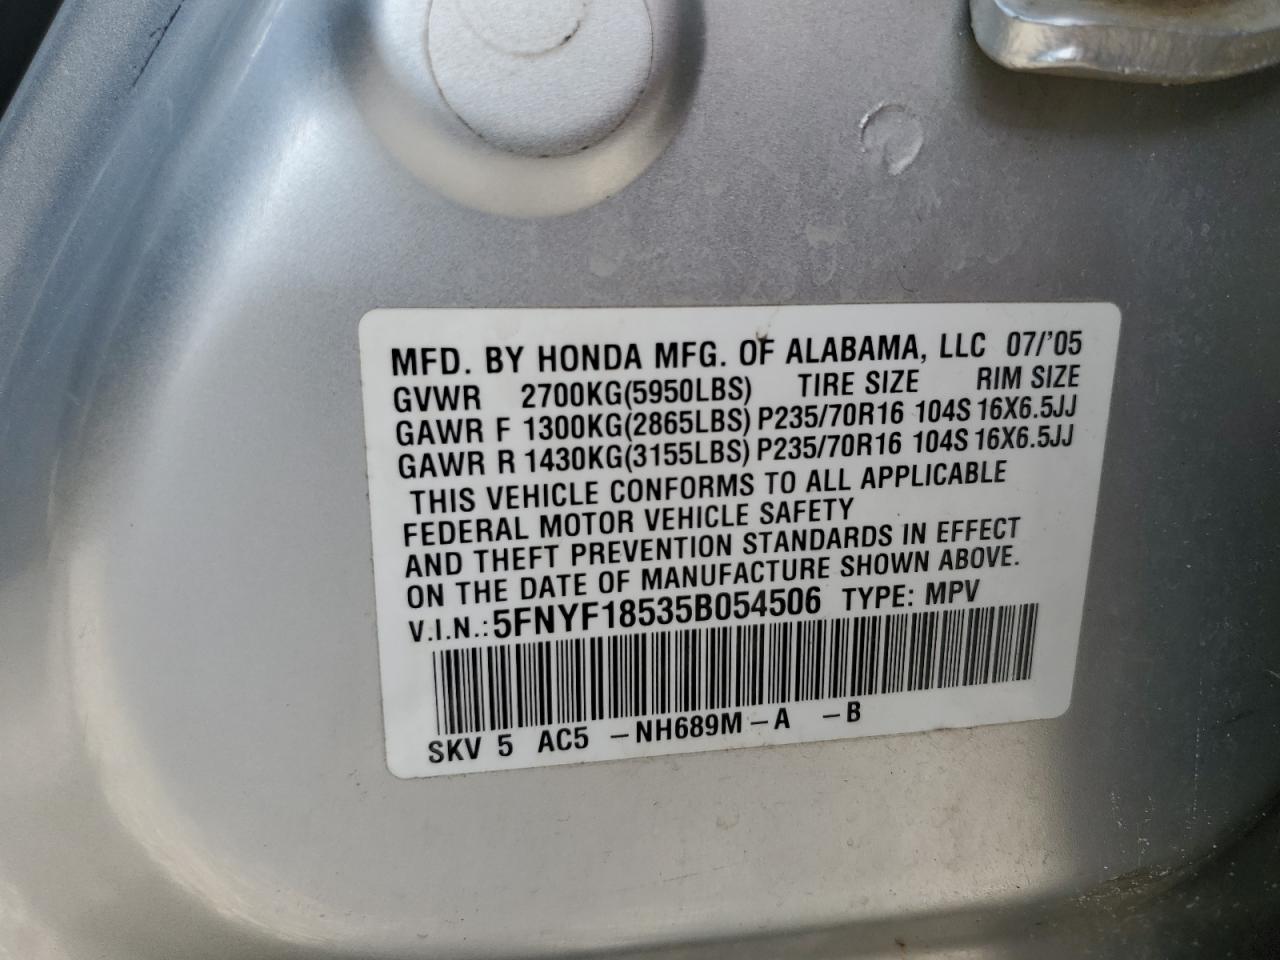 MFD. BY HONDA MFG. OF ALABAMA, LLC 07/'05
GVWR 2700KG(5950LBS) TIRE SIZE RIM SIZE
GAWR F 1300KG(2865LBS) P235/70R16 104S 16X6.5JJ
GAWR R 1430KG(3155LBS) P235/70R16 104S 16X6.5JJ
THIS VEHICLE CONFORMS TO ALL APPLICABLE
FEDERAL MOTOR VEHICLE SAFETY
AND THEFT PREVENTION STANDARDS IN EFFECT
ON THE DATE OF MANUFACTURE SHOWN ABOVE.
V.I.N.: 5FNYF18535B054506 TYPE: MPV
SKV 5 AC5 -NH689M-A -B